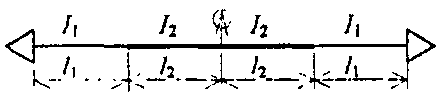 I₁ I₂ I₂ I₁
l₁ l₂ l₂ l₁